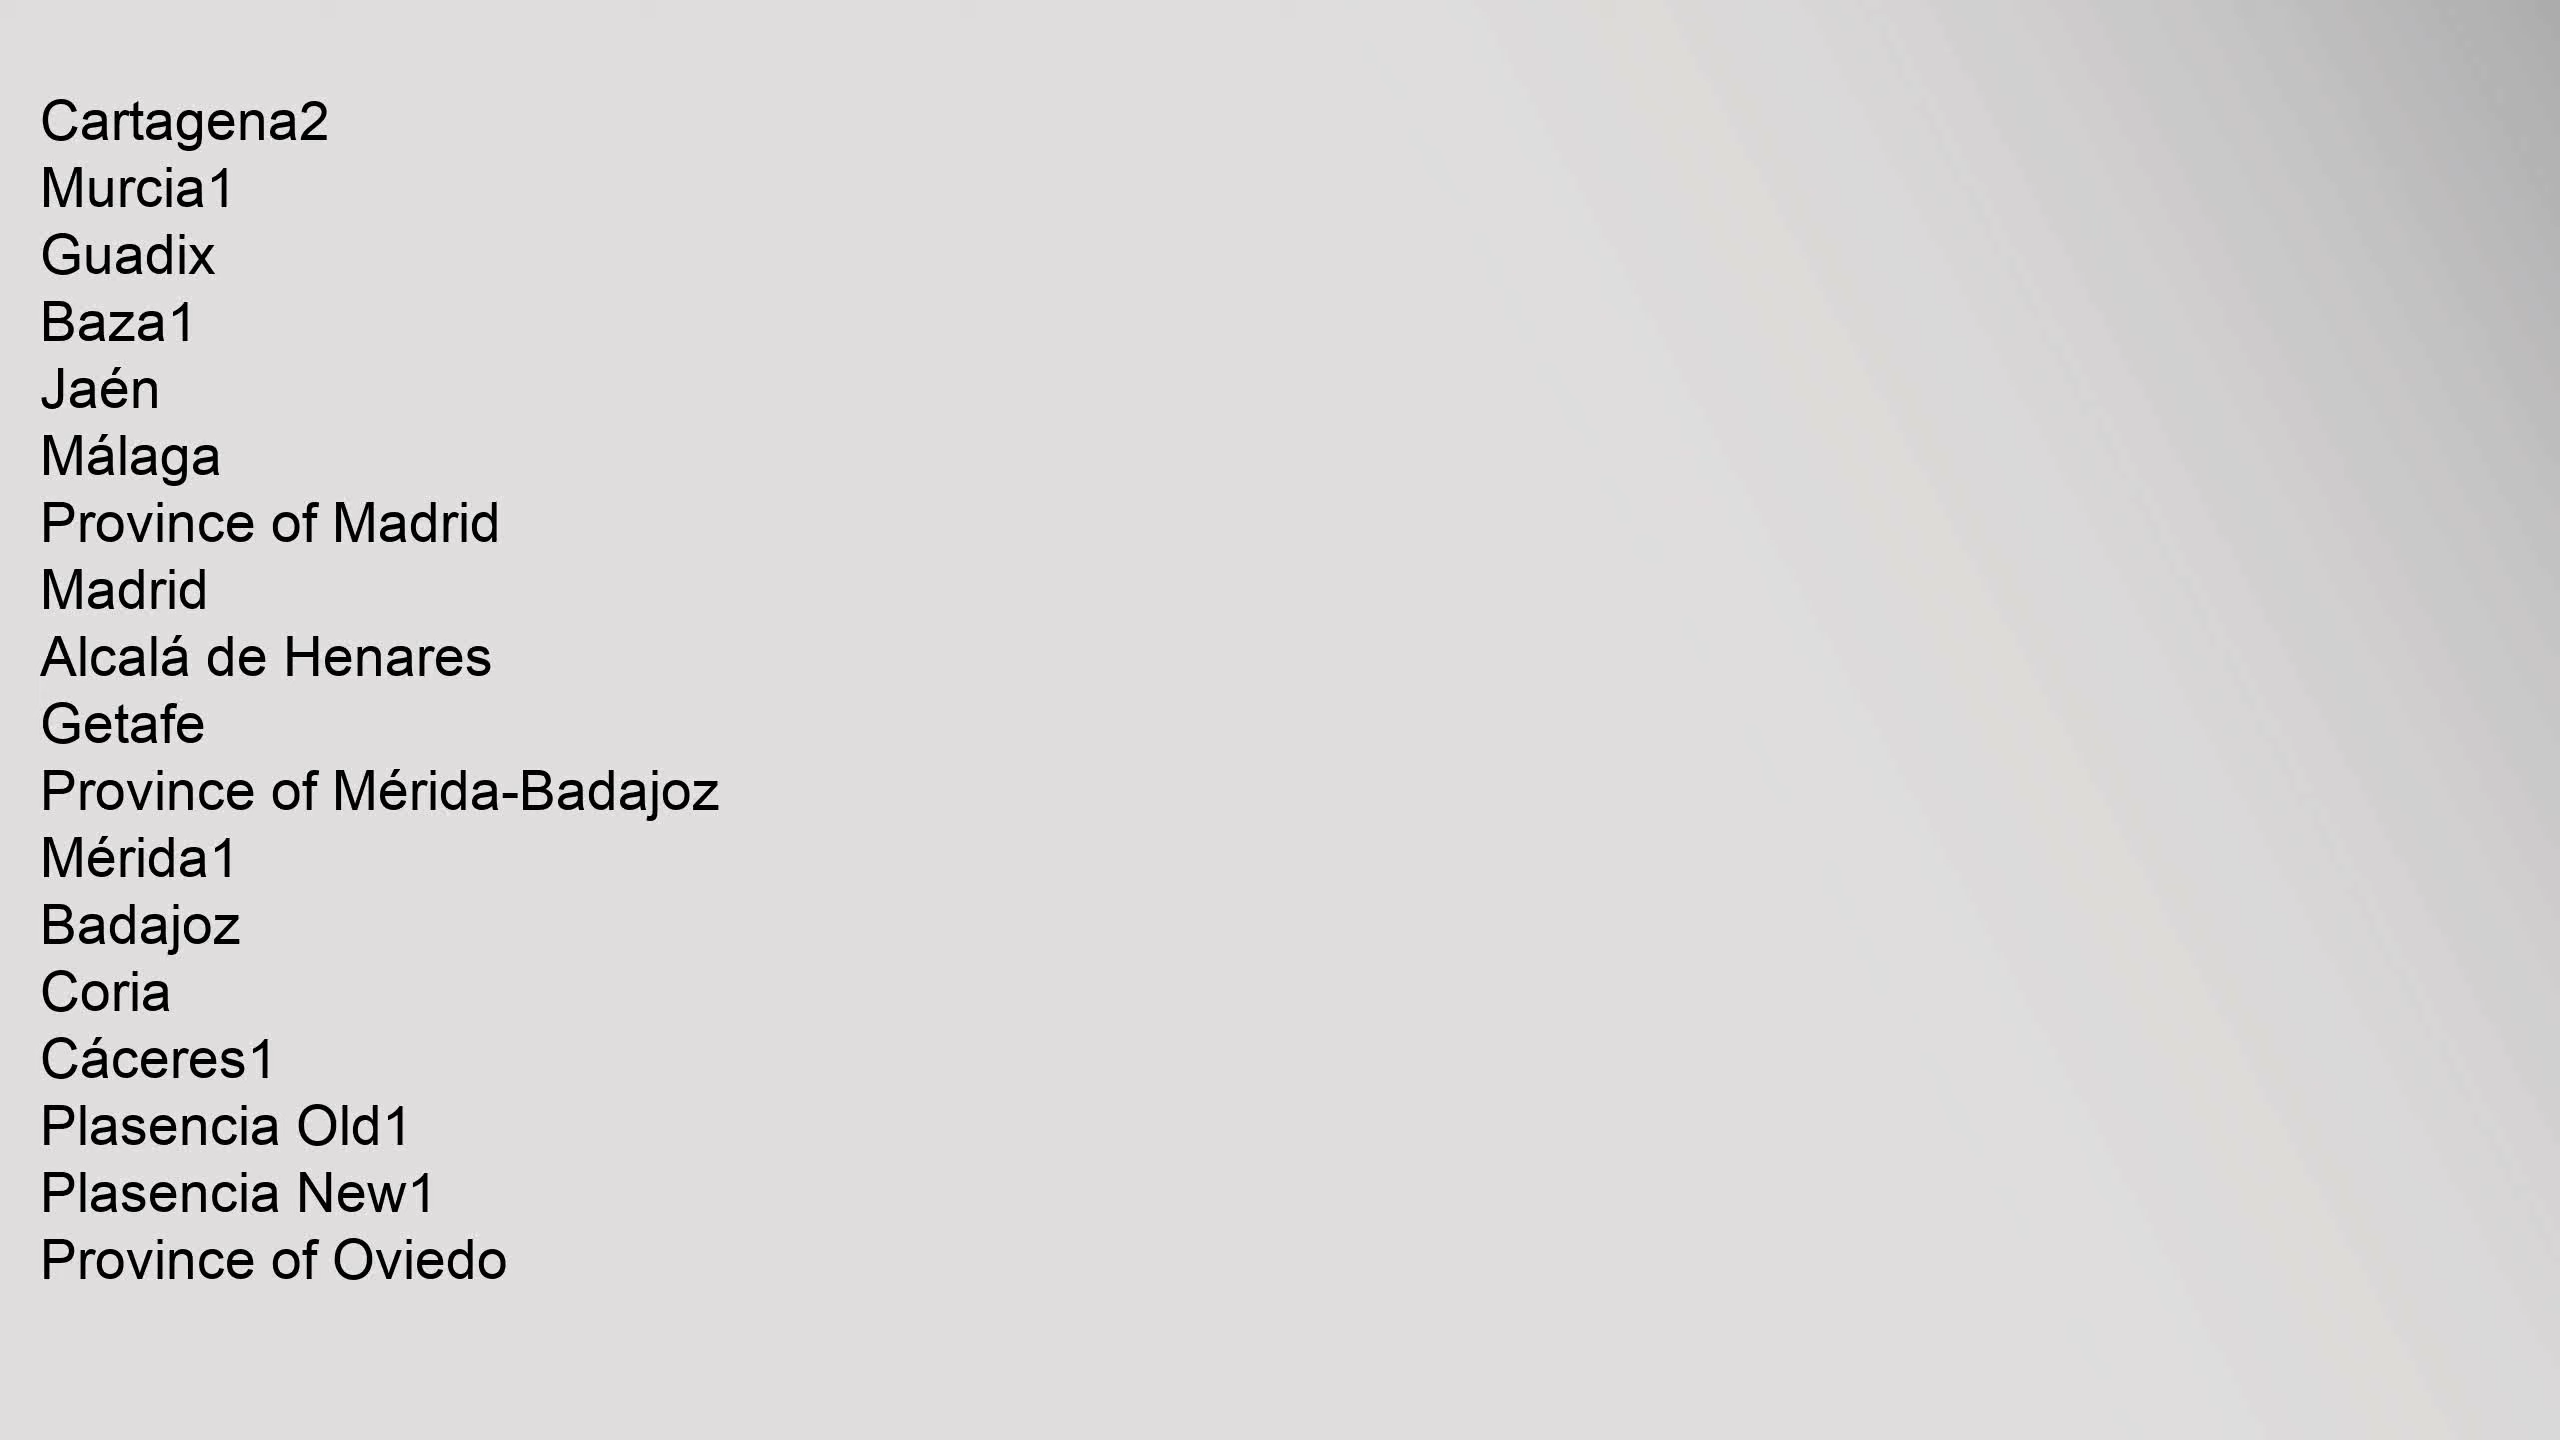 Cartagena2
Murcia1
Guadix
Baza1
Jaén
Málaga
Province of Madrid
Madrid
Alcalá de Henares
Getafe
Province of Mérida-Badajoz
Mérida1
Badajoz
Coria
Cáceres1
Plasencia Old1
Plasencia New1
Province of Oviedo